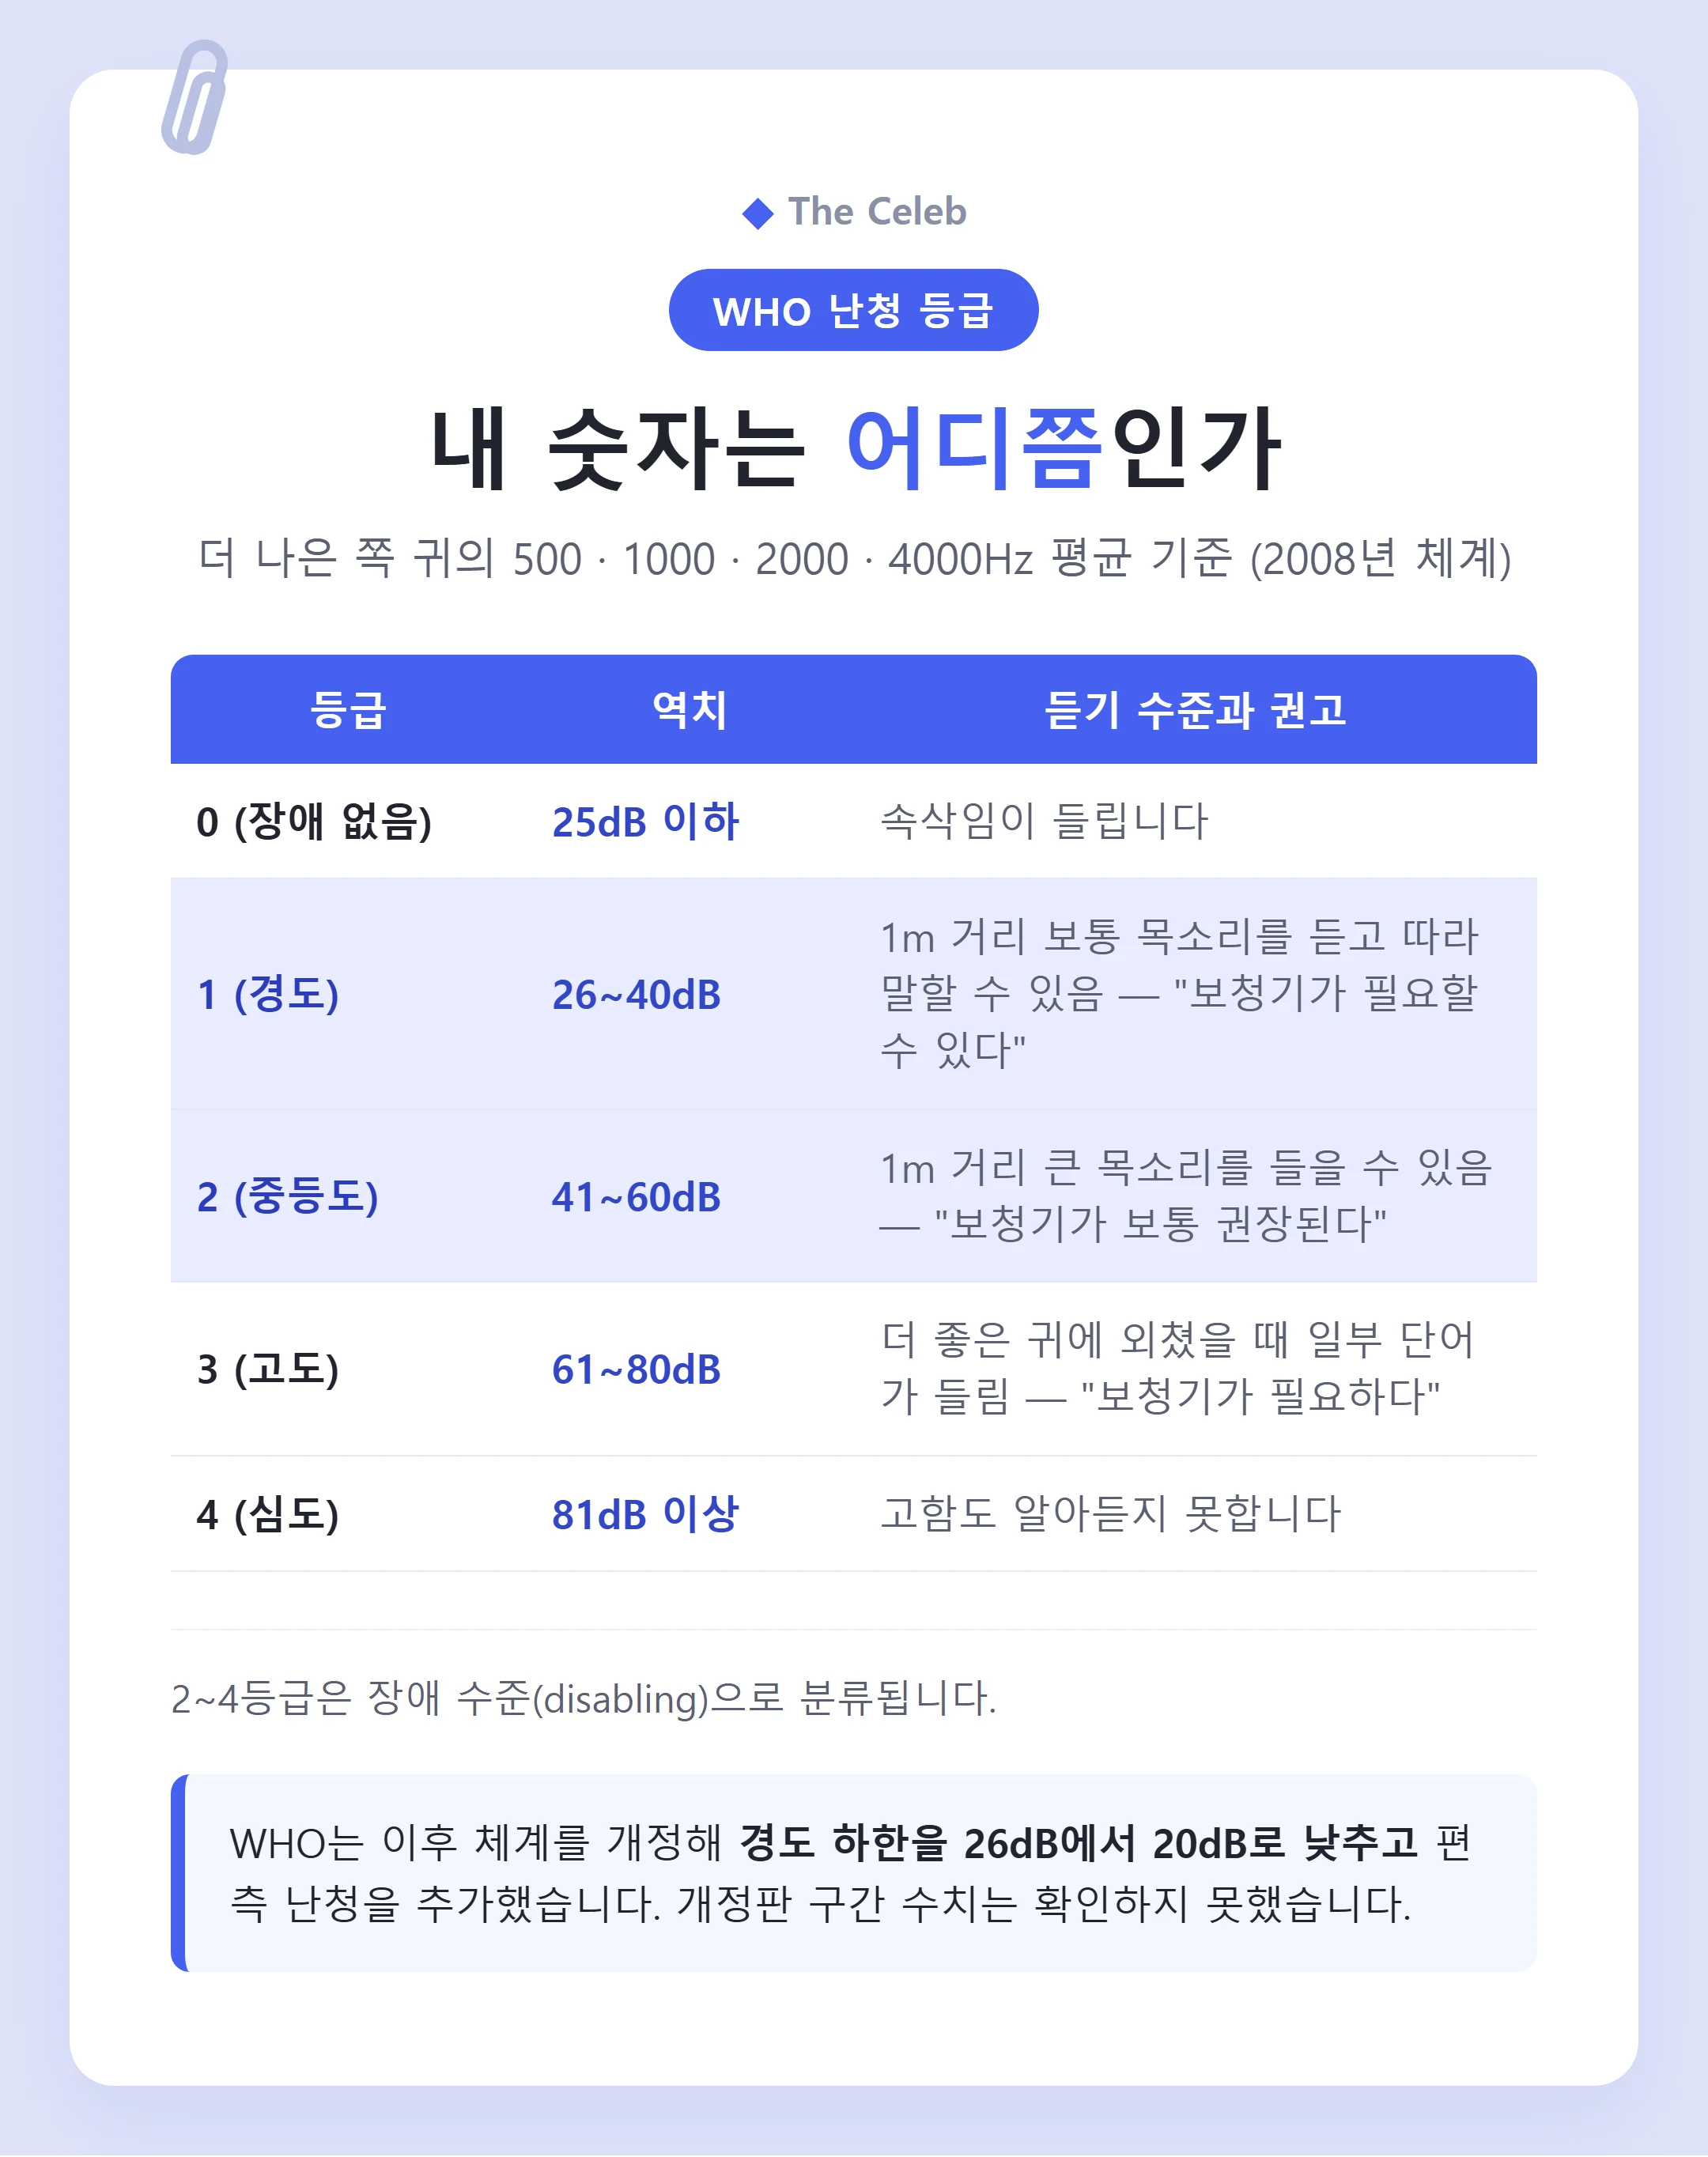 The Celeb
WHO 난청 등급
내 숫자는 어디쯤인가
더 나은 쪽 귀의 500 · 1000 · 2000 · 4000Hz 평균 기준 (2008년 체계)
등급 역치 듣기 수준과 권고
0 (장애 없음) 25dB 이하 속삭임이 들립니다
1 (경도) 26~40dB 1m 거리 보통 목소리를 듣고 따라
말할 수 있음 — "보청기가 필요할
수 있다"
2 (중등도) 41~60dB 1m 거리 큰 목소리를 들을 수 있음
— "보청기가 보통 권장된다"
3 (고도) 61~80dB 더 좋은 귀에 외쳤을 때 일부 단어
가 들림 — "보청기가 필요하다"
4 (심도) 81dB 이상 고함도 알아듣지 못합니다
2~4등급은 장애 수준(disabling)으로 분류됩니다.
WHO는 이후 체계를 개정해 경도 하한을 26dB에서 20dB로 낮추고 편
측 난청을 추가했습니다. 개정판 구간 수치는 확인하지 못했습니다.